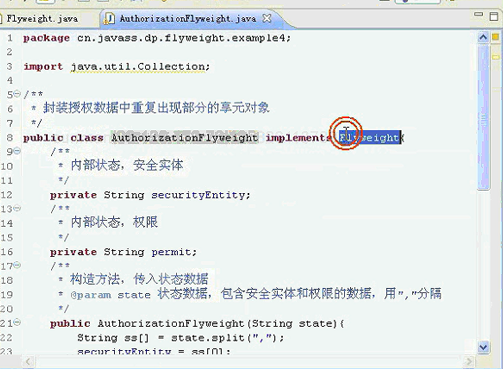 Flyweight.java AuthorizationFlyweight.java
1 package cn.javass.dp.flyweight.example4;
2
3 import java.util.Collection;
4
5 /**
6 * 封装授权数据中重复出现部分的享元对象
7 */
8 public class AuthorizationFlyweight implements Flyweight{
9 /**
10 * 内部状态，安全实体
11 */
12 private String securityEntity;
13 /**
14 * 内部状态，权限
15 */
16 private String permit;
17 /**
18 * 构造方法，传入状态数据
19 * @param state 状态数据，包含安全实体和权限的数据，用","分隔
20 */
21 public AuthorizationFlyweight(String state){
22 String ss[] = state.split(",");
23 securityEntity = ss[0];